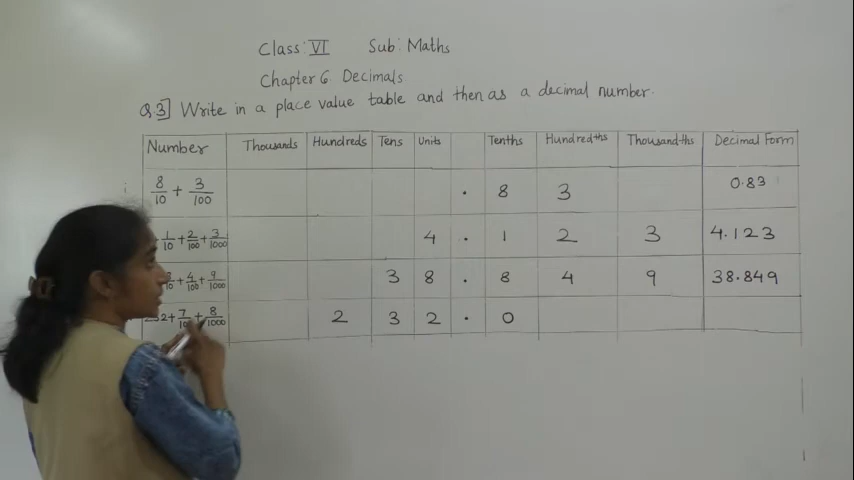 Class: VI Sub: Maths
Chapter 6 Decimals
Q 3] Write in a place value table and then as a decimal number.
Number Thousands Hundreds Tens Units Tenths Hundredths Thousandths Decimal Form
i 8/10 + 3/100 . 8 3 0.83
1/10 + 2/100 + 3/1000 4 . 1 2 3 4.123
+ 4/100 + 9/1000 3 8 . 8 4 9 38.849
32 + 7/10 + 8/1000 2 3 2 . 0